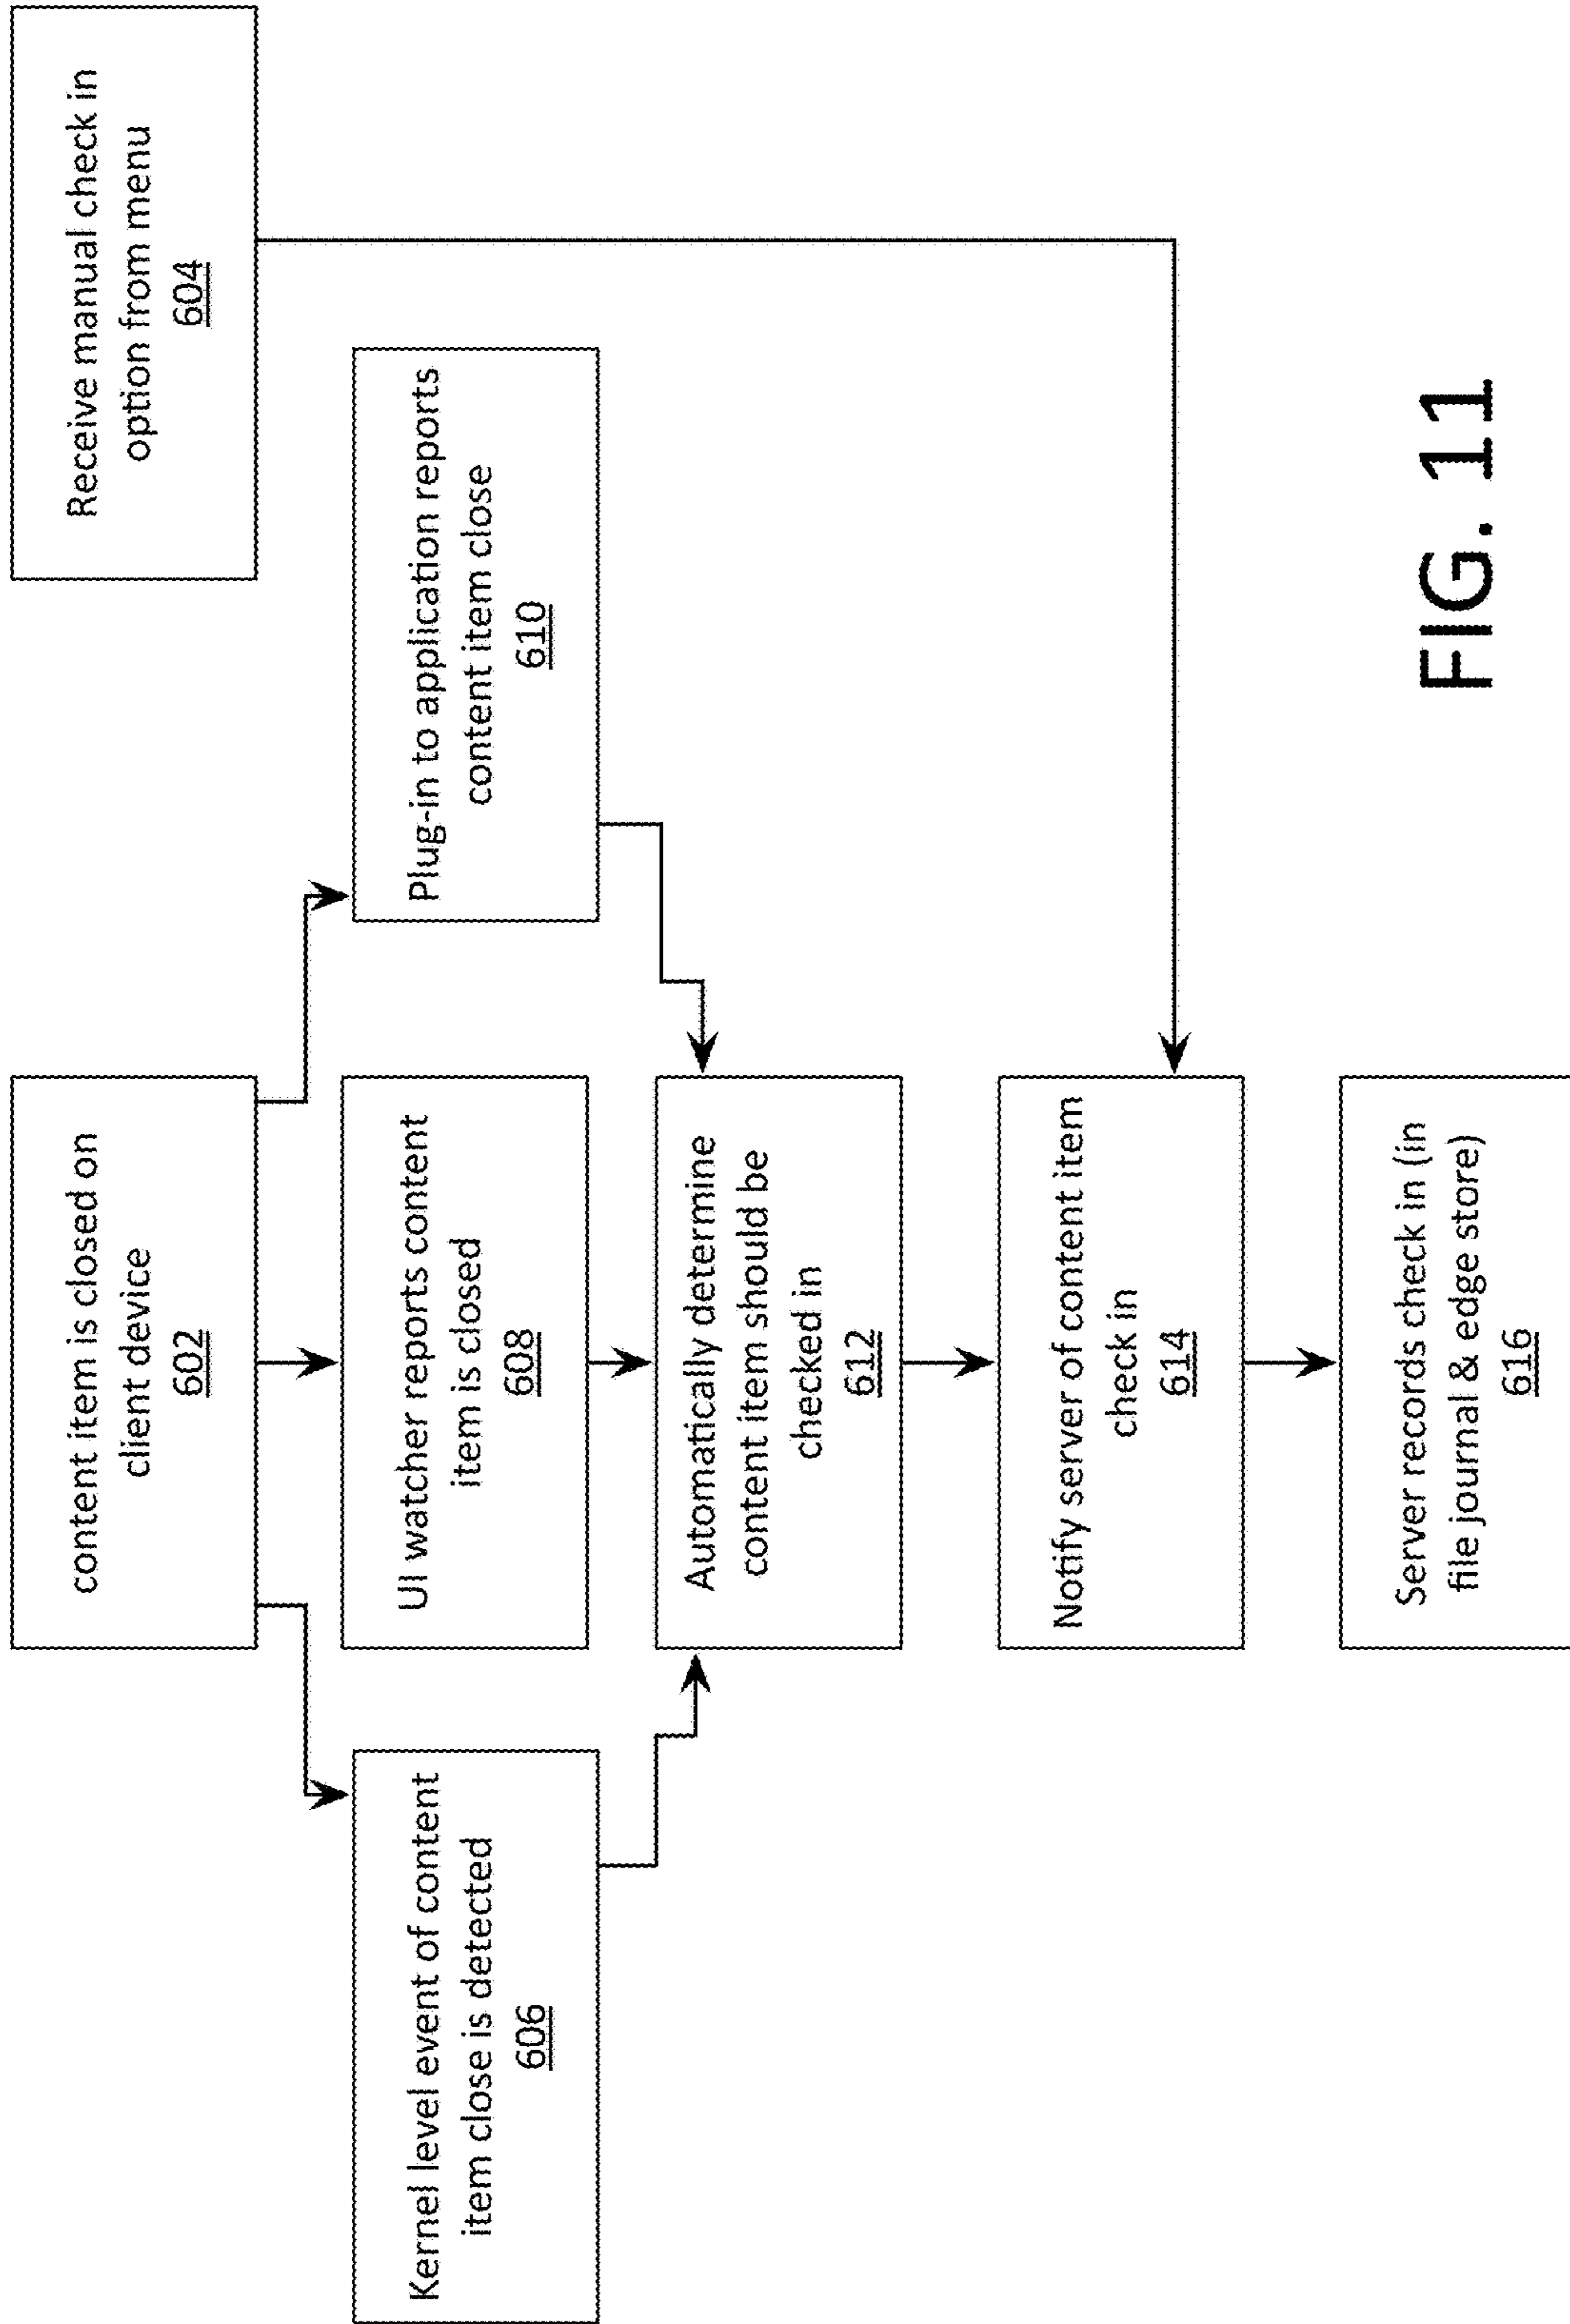 content item is closed on
client device
602
Receive manual check in
option from menu
604
Kernel level event of content
item close is detected
606
UI watcher reports content
item is closed
608
Plug-in to application reports
content item close
610
Automatically determine
content item should be
checked in
612
Notify server of content item
check in
614
Server records check in (in
file journal & edge store)
616
FIG. 11